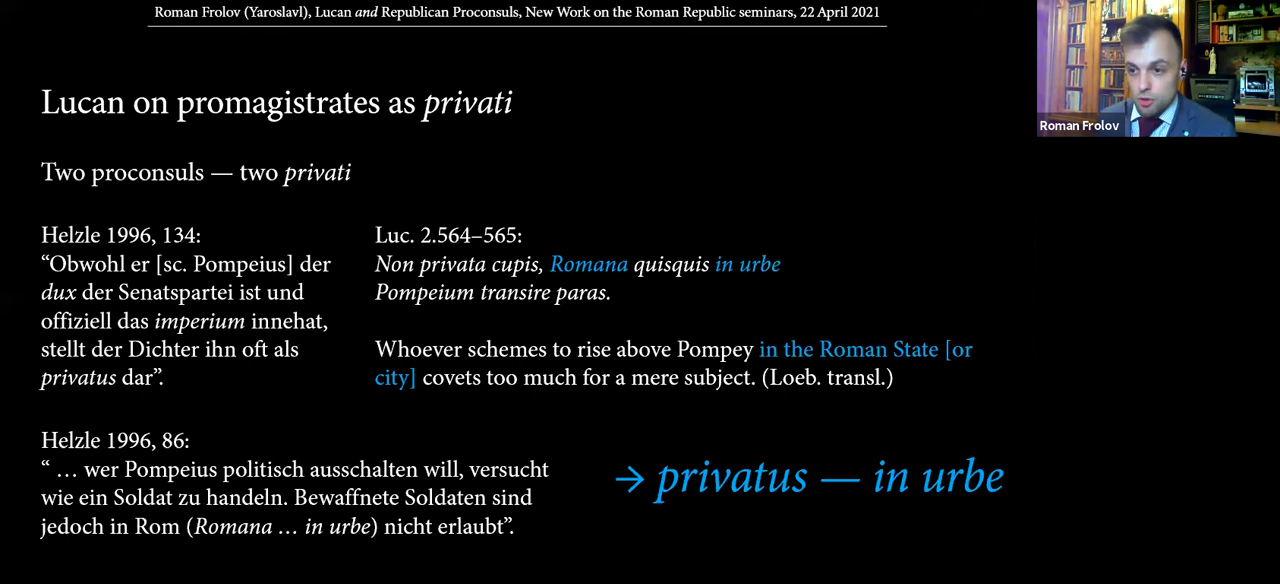 Roman Frolov (Yaroslavl), Lucan and Republican Proconsuls, New Work on the Roman Republic seminars, 22 April 2021
Roman Frolov
Lucan on promagistrates as privati
Two proconsuls — two privati
Helzle 1996, 134:
“Obwohl er [sc. Pompeius] der
dux der Senatspartei ist und
offiziell das imperium innehat,
stellt der Dichter ihn oft als
privatus dar”.
Luc. 2.564–565:
Non privata cupis, Romana quisquis in urbe
Pompeium transire paras.
Whoever schemes to rise above Pompey in the Roman State [or
city] covets too much for a mere subject. (Loeb. transl.)
Helzle 1996, 86:
“ … wer Pompeius politisch ausschalten will, versucht
wie ein Soldat zu handeln. Bewaffnete Soldaten sind
jedoch in Rom (Romana … in urbe) nicht erlaubt”.
→ privatus — in urbe